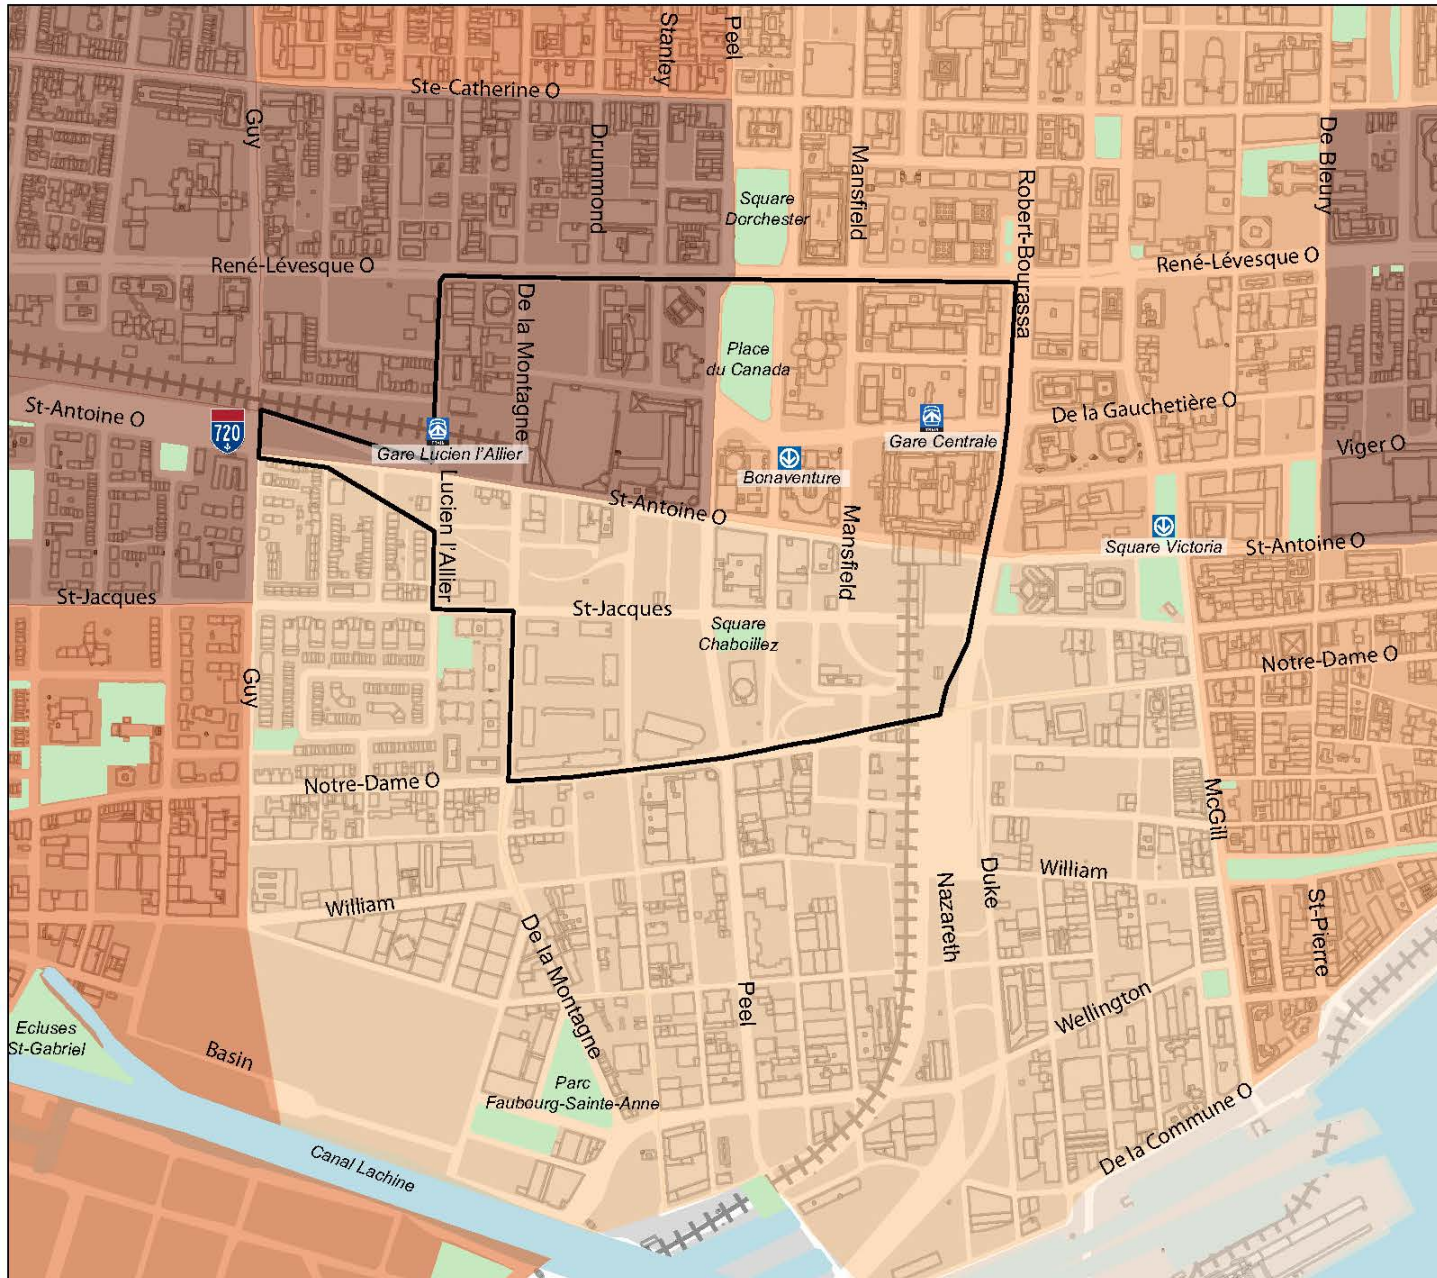 Stanley
Peel
Ste-Catherine O
Guy
Drummond
De Bleury
Mansfield
Robert-Bourassa
Square
Dorchester
René-Lévesque O
René-Lévesque O
De la Montagne
Place
du Canada
St-Antoine O
720
Gare Lucien l'Allier
Gare Centrale
De la Gauchetière O
Viger O
Bonaventure
Lucien l'Allier
St-Antoine O
Mansfield
Square Victoria
St-Antoine O
St-Jacques
St-Jacques
Square
Chaboillez
Notre-Dame O
Guy
Notre-Dame O
McGill
William
Duke
William
Nazareth
St-Pierre
De la Montagne
Peel
Wellington
Ecluses
St-Gabriel
Basin
Parc
Faubourg-Sainte-Anne
De la Commune O
Canal Lachine